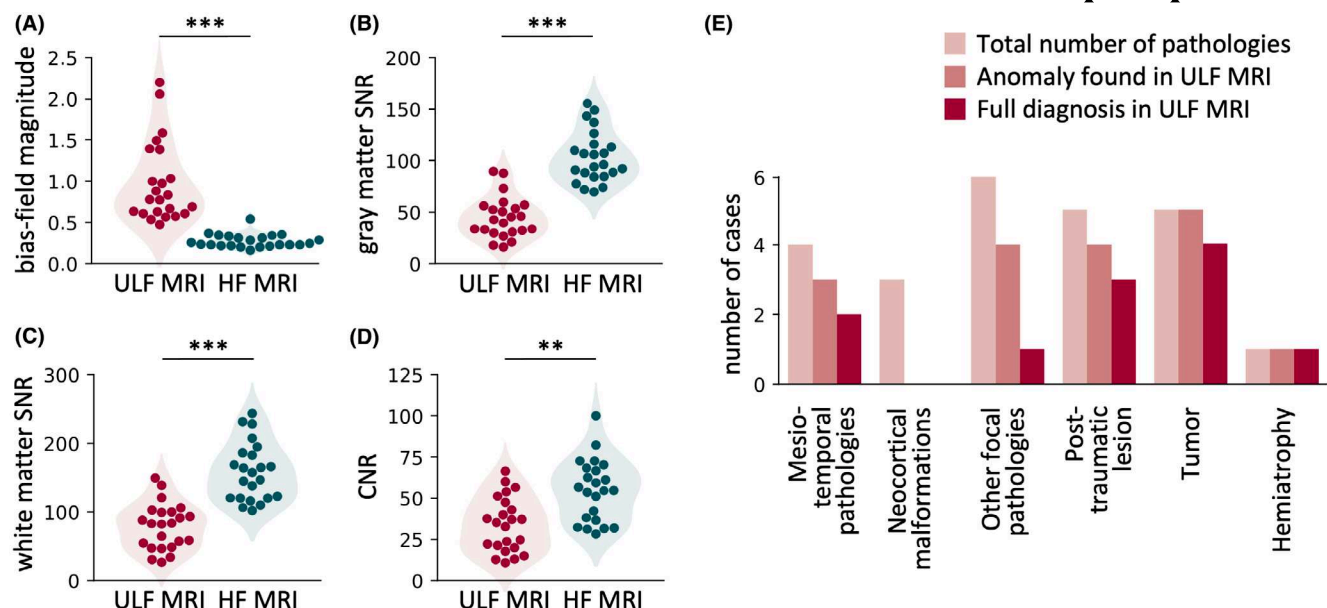 (A)
***
bias-field magnitude
2.5
2.0
1.5
1.0
0.5
0.0
ULF MRI HF MRI
(B)
***
gray matter SNR
200
150
100
50
0
ULF MRI HF MRI
(C)
***
white matter SNR
300
200
100
0
ULF MRI HF MRI
(D)
**
CNR
125
100
75
50
25
0
ULF MRI HF MRI
(E)
Total number of pathologies
Anomaly found in ULF MRI
Full diagnosis in ULF MRI
number of cases
6
4
2
0
Mesio-
temporal
pathologies
Neocortical
malformations
Other focal
pathologies
Post-
traumatic
lesion
Tumor
Hemiatrophy